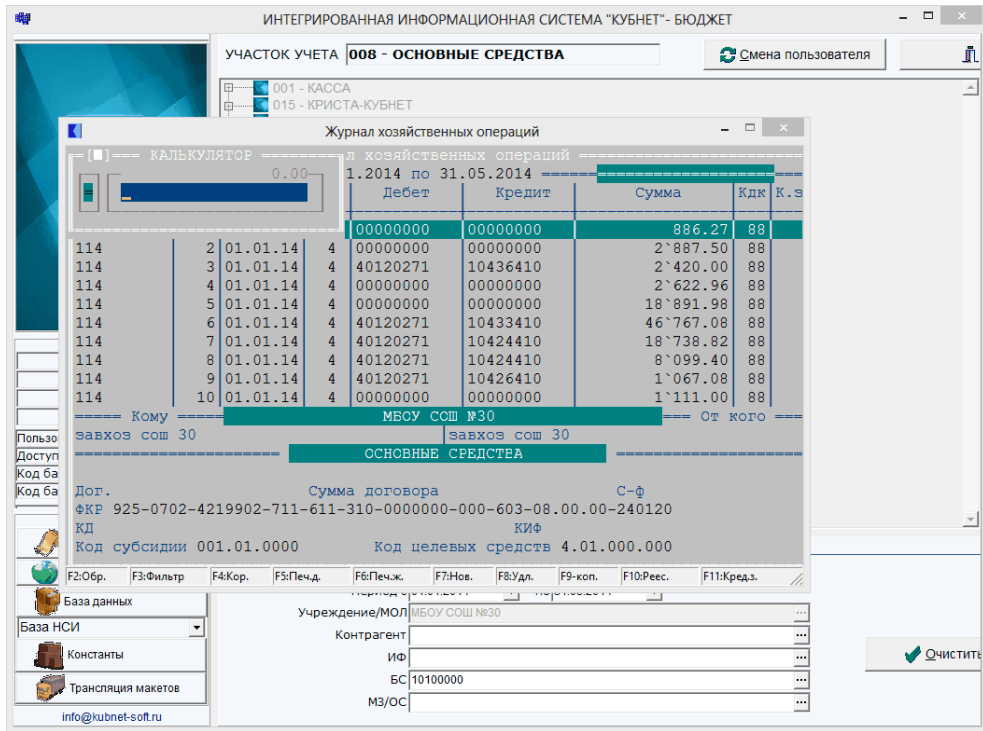 ИНТЕГРИРОВАННАЯ ИНФОРМАЦИОННАЯ СИСТЕМА "КУБНЕТ"- БЮДЖЕТ
УЧАСТОК УЧЕТА 008 - ОСНОВНЫЕ СРЕДСТВА Смена пользователя
001 - КАССА
015 - КРИСТА-КУБНЕТ
Журнал хозяйственных операций
КАЛЬКУЛЯТОР л хозяйственных операций
0.00 1.2014 по 31.05.2014
= Дебет Кредит Сумма Кдк К.э
00000000 00000000 886.27 88
114 2 01.01.14 4 00000000 00000000 2`887.50 88
114 3 01.01.14 4 40120271 10436410 2`420.00 88
114 4 01.01.14 4 00000000 00000000 2`622.96 88
114 5 01.01.14 4 00000000 00000000 18`891.98 88
114 6 01.01.14 4 40120271 10433410 46`767.08 88
114 7 01.01.14 4 40120271 10424410 18`738.82 88
114 8 01.01.14 4 40120271 10424410 8`099.40 88
114 9 01.01.14 4 40120271 10426410 1`067.08 88
114 10 01.01.14 4 00000000 00000000 1`111.00 88
Кому МБОУ СОШ №30 От кого
завхоз сош 30 завхоз сош 30
ОСНОВНЫЕ СРЕДСТВА
Дог. Сумма договора С-ф
ФКР 925-0702-4219902-711-611-310-0000000-000-603-08.00.00-240120
КД КИФ
Код субсидии 001.01.0000 Код целевых средств 4.01.000.000
F2:Обр. F3:Фильтр F4:Кор. F5:Печ.д. F6:Печ.ж. F7:Нов. F8:Удл. F9-коп. F10:Реес. F11:Кред.з.
Пользо
Доступ
Код ба
Код ба
База данных
База НСИ
Константы
Трансляция макетов
info@kubnet-soft.ru
Учреждение/МОЛ МБОУ СОШ №30
Контрагент
ИФ
БС 10100000
МЗ/ОС
Очистить